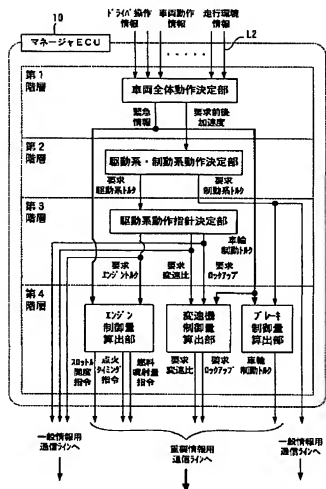 10
L2
マネージャECU
ドライバ操作
情報
車両動作
情報
走行環境
情報
第1
階層
車両全体動作決定部
緊急
情報
要求前後
加速度
第2
階層
駆動系・制動系動作決定部
要求
駆動系トルク
要求
制動系トルク
第3
階層
駆動系動作指針決定部
要求
エンジントルク
要求
変速比
要求
ロックアップ
車輪
制動トルク
第4
階層
エンジン
制御量
算出部
変速機
制御量
算出部
ブレーキ
制御量
算出部
スロットル
開度
指令
点火
タイミング
指令
燃料
噴射量
指令
要求
変速比
要求
ロックアップ
車輪
制動トルク
一般情報用
通信ラインへ
重要情報用
通信ラインへ
一般情報用
通信ラインへ